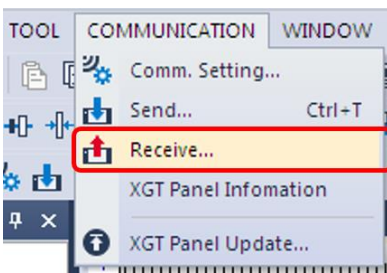 TOOL COMMUNICATION WINDOW
Comm. Setting...
Send... Ctrl+T
Receive...
XGT Panel Infomation
XGT Panel Update...